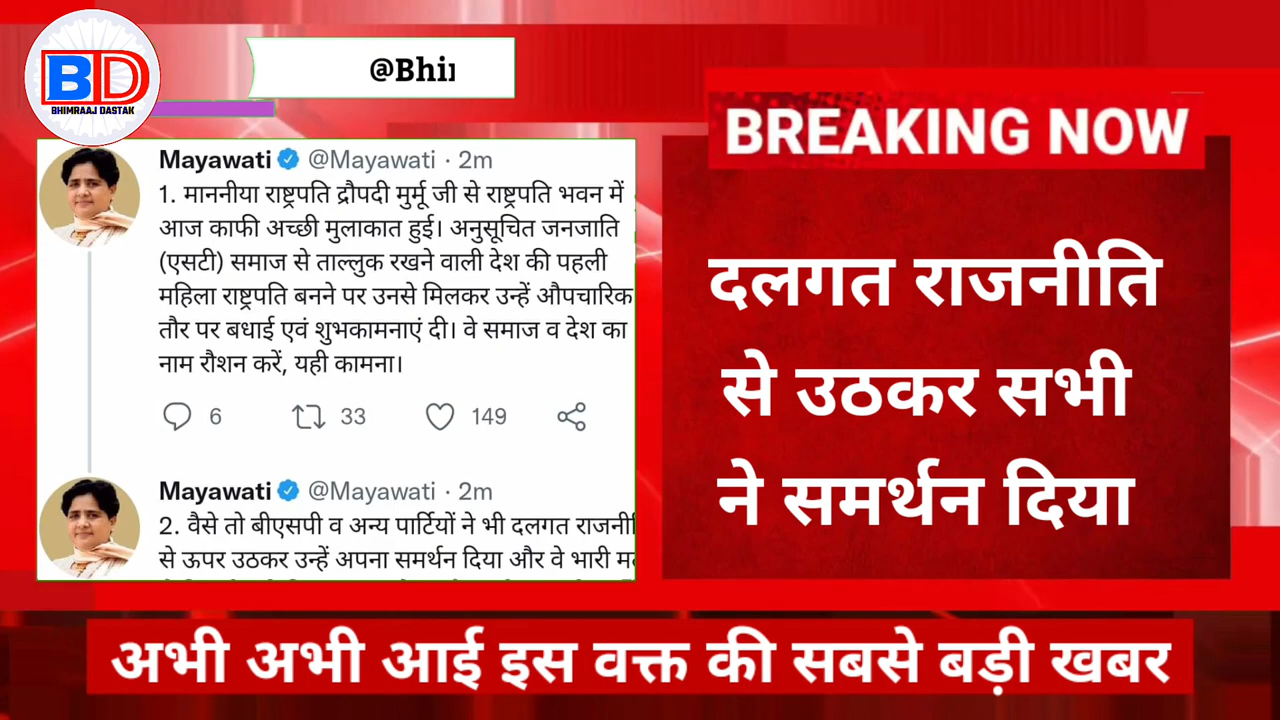 BD
BHIMRAAJ DASTAK
BREAKING NOW
Mayawati @Mayawati · 2m
1. माननीया राष्ट्रपति द्रौपदी मुर्मू जी से राष्ट्रपति भवन में
आज काफी अच्छी मुलाकात हुई। अनुसूचित जनजाति
(एसटी) समाज से ताल्लुक रखने वाली देश की पहली
महिला राष्ट्रपति बनने पर उनसे मिलकर उन्हें औपचारिक
तौर पर बधाई एवं शुभकामनाएं दी। वे समाज व देश का
नाम रौशन करें, यही कामना।
6 33 149
Mayawati @Mayawati · 2m
2. वैसे तो बीएसपी व अन्य पार्टियों ने भी दलगत
से ऊपर उठकर उन्हें अपना समर्थन दिया और वे भारी
दलगत राजनीति
से उठकर सभी
ने समर्थन दिया
अभी अभी आई इस वक्त की सबसे बड़ी खबर